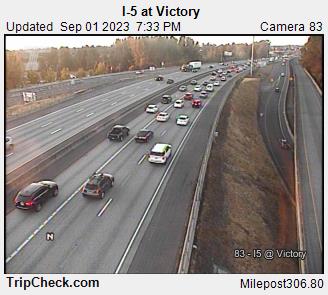 I-5 at Victory
Updated Sep 01 2023 7:33 PM Camera 83
N
83 - I5 @ Victory
TripCheck.com Milepost306.80